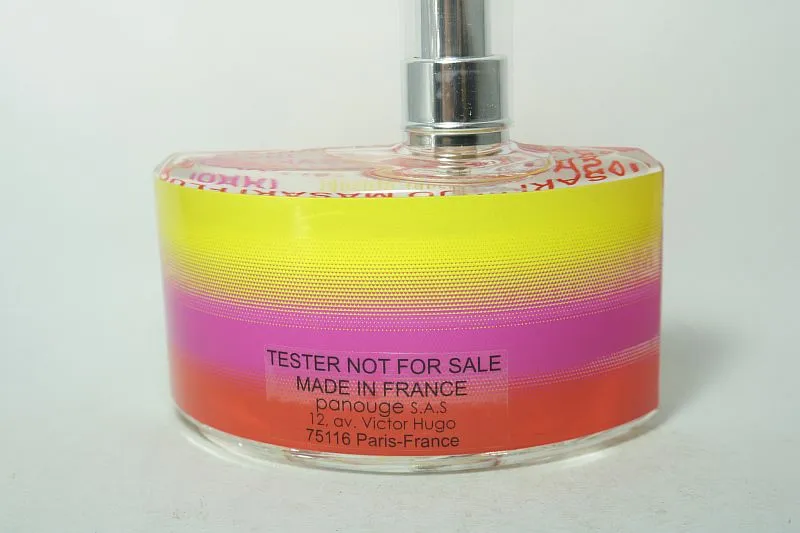 TESTER NOT FOR SALE
MADE IN FRANCE
panouge S.A.S
12, av. Victor Hugo
75116 Paris-France